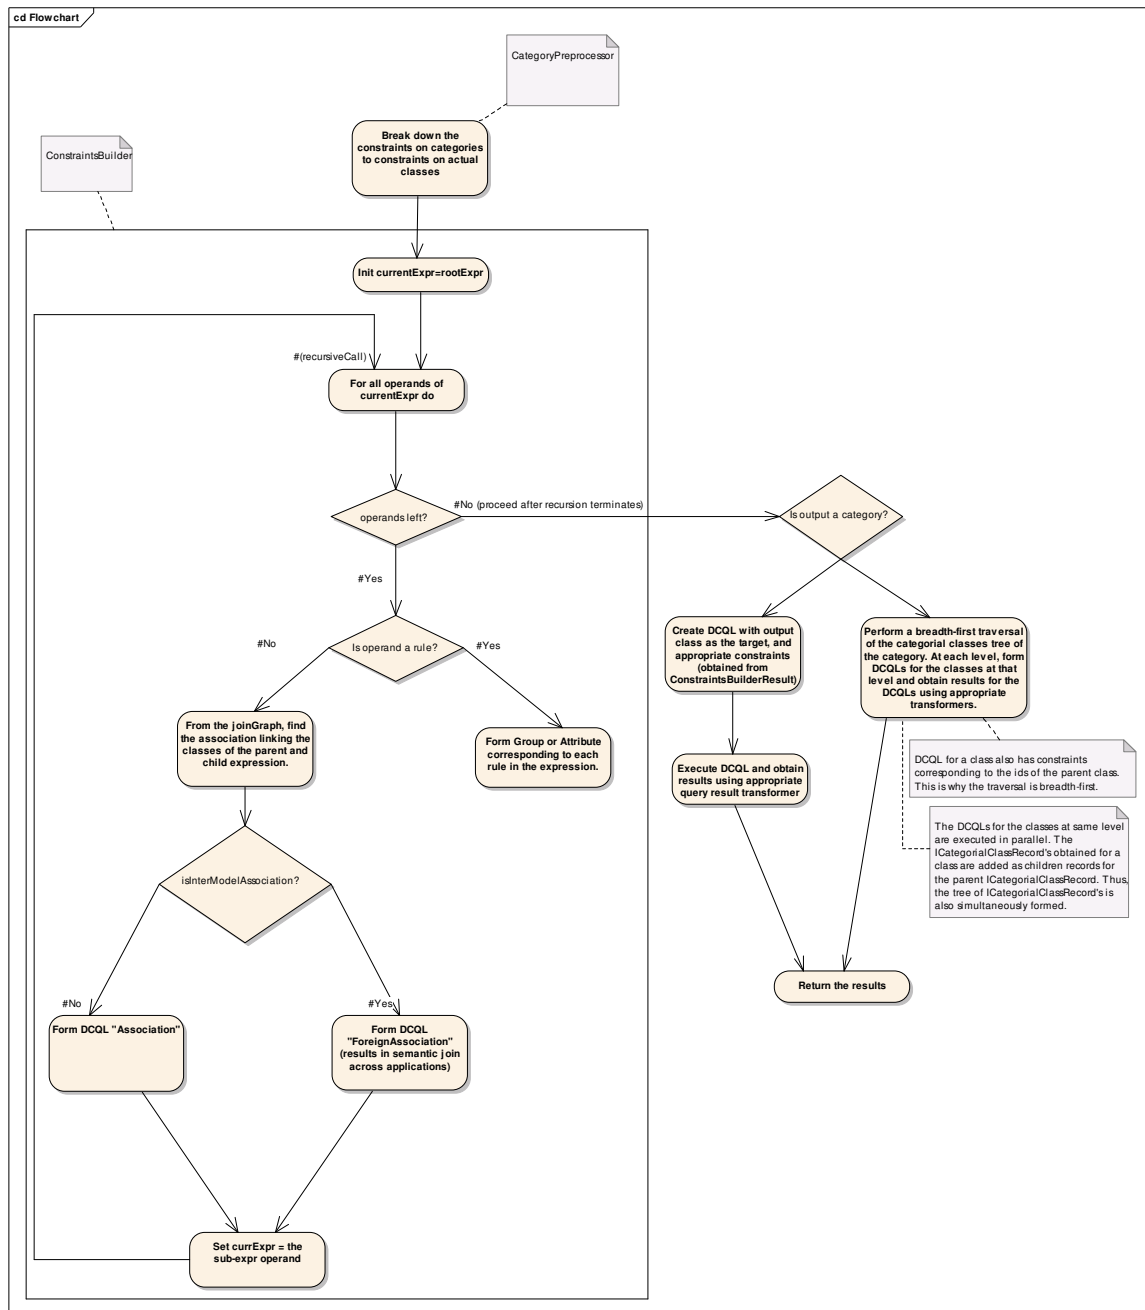 cd Flowchart
CategoryPreprocessor
Break down the
constraints on categories
to constraints on actual
classes
ConstraintsBuilder
Init currentExpr=rootExpr
#(recursiveCall)
For all operands of
currentExpr do
operands left?
#No (proceed after recursion terminates)
Is output a category?
#Yes
#No
Is operand a rule?
#Yes
Create DCQL with output
class as the target, and
appropriate constraints
(obtained from
ConstraintsBuilderResult)
Perform a breadth-first traversal
of the categorial classes tree of
the category. At each level, form
DCQLs for the classes at that
level and obtain results for the
DCQLs using appropriate
transformers.
From the joinGraph, find
the association linking the
classes of the parent and
child expression.
Form Group or Attribute
corresponding to each
rule in the expression.
Execute DCQL and obtain
results using appropriate
query result transformer
DCQL for a class also has constraints
corresponding to the ids of the parent class.
This is why the traversal is breadth-first.
The DCQLs for the classes at same level
are executed in parallel. The
ICategorialClassRecord's obtained for a
class are added as children records for
the parent ICategorialClassRecord. Thus,
the tree of ICategorialClassRecord's is
also simultaneously formed.
isInterModelAssociation?
Return the results
#No
#Yes
Form DCQL "Association"
Form DCQL
"ForeignAssociation"
(results in semantic join
across applications)
Set currExpr = the
sub-expr operand